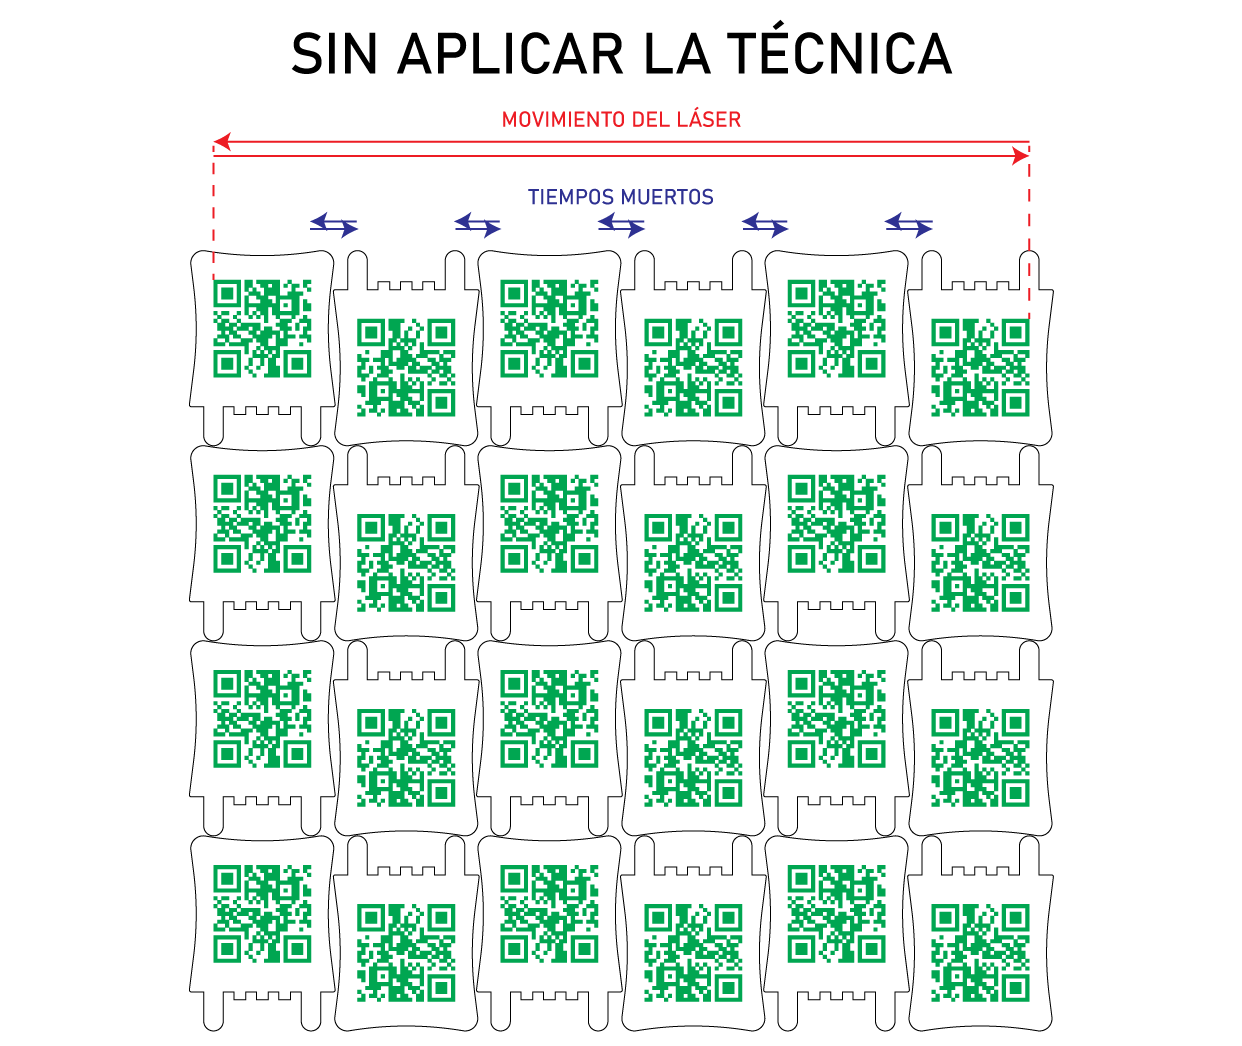 SIN APLICAR LA TÉCNICA
MOVIMIENTO DEL LÁSER
TIEMPOS MUERTOS